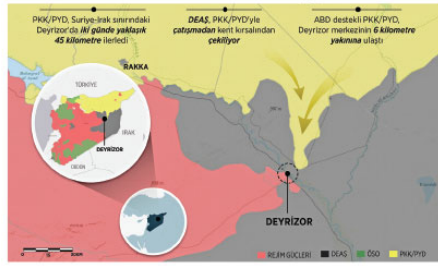 PKK/PYD, Suriye-Irak sınırındaki
Deyrizor'da iki günde yaklaşık
45 kilometre ilerledi
DEAŞ, PKK/PYD'yle
çatışmadan kent kırsalından
çekiliyor
ABD destekli PKK/PYD,
Deyrizor merkezinin 6 kilometre
yakınına ulaştı
RAKKA
TÜRKİYE
IRAK
DEYRİZOR
ÜRDÜN
DEYRİZOR
REJİM GÜÇLERİ
DEAŞ
ÖSO
PKK/PYD